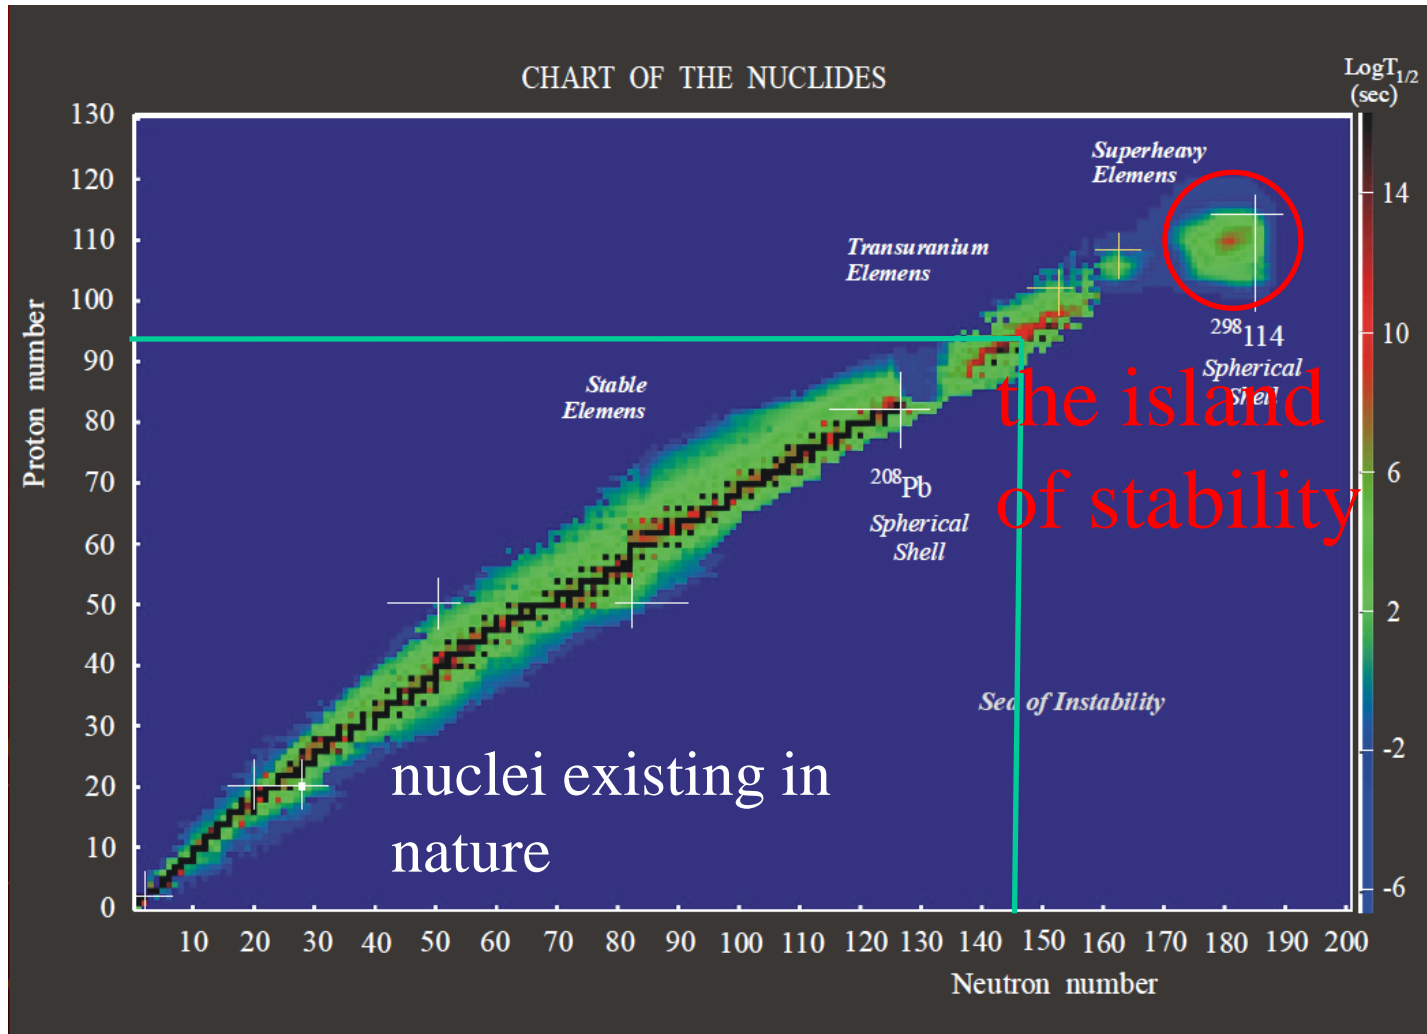 CHART OF THE NUCLIDES
LogT1/2
(sec)
130
120
110
100
90
80
70
60
50
40
30
20
10
0
Proton number
Superheavy
Elemens
Transuranium
Elemens
298114
Spherical
Shell
Stable
Elemens
the island
of stability
208Pb
Spherical
Shell
Sea of Instability
nuclei existing in
nature
14
10
6
2
-2
-6
10 20 30 40 50 60 70 80 90 100 110 120 130 140 150 160 170 180 190 200
Neutron number